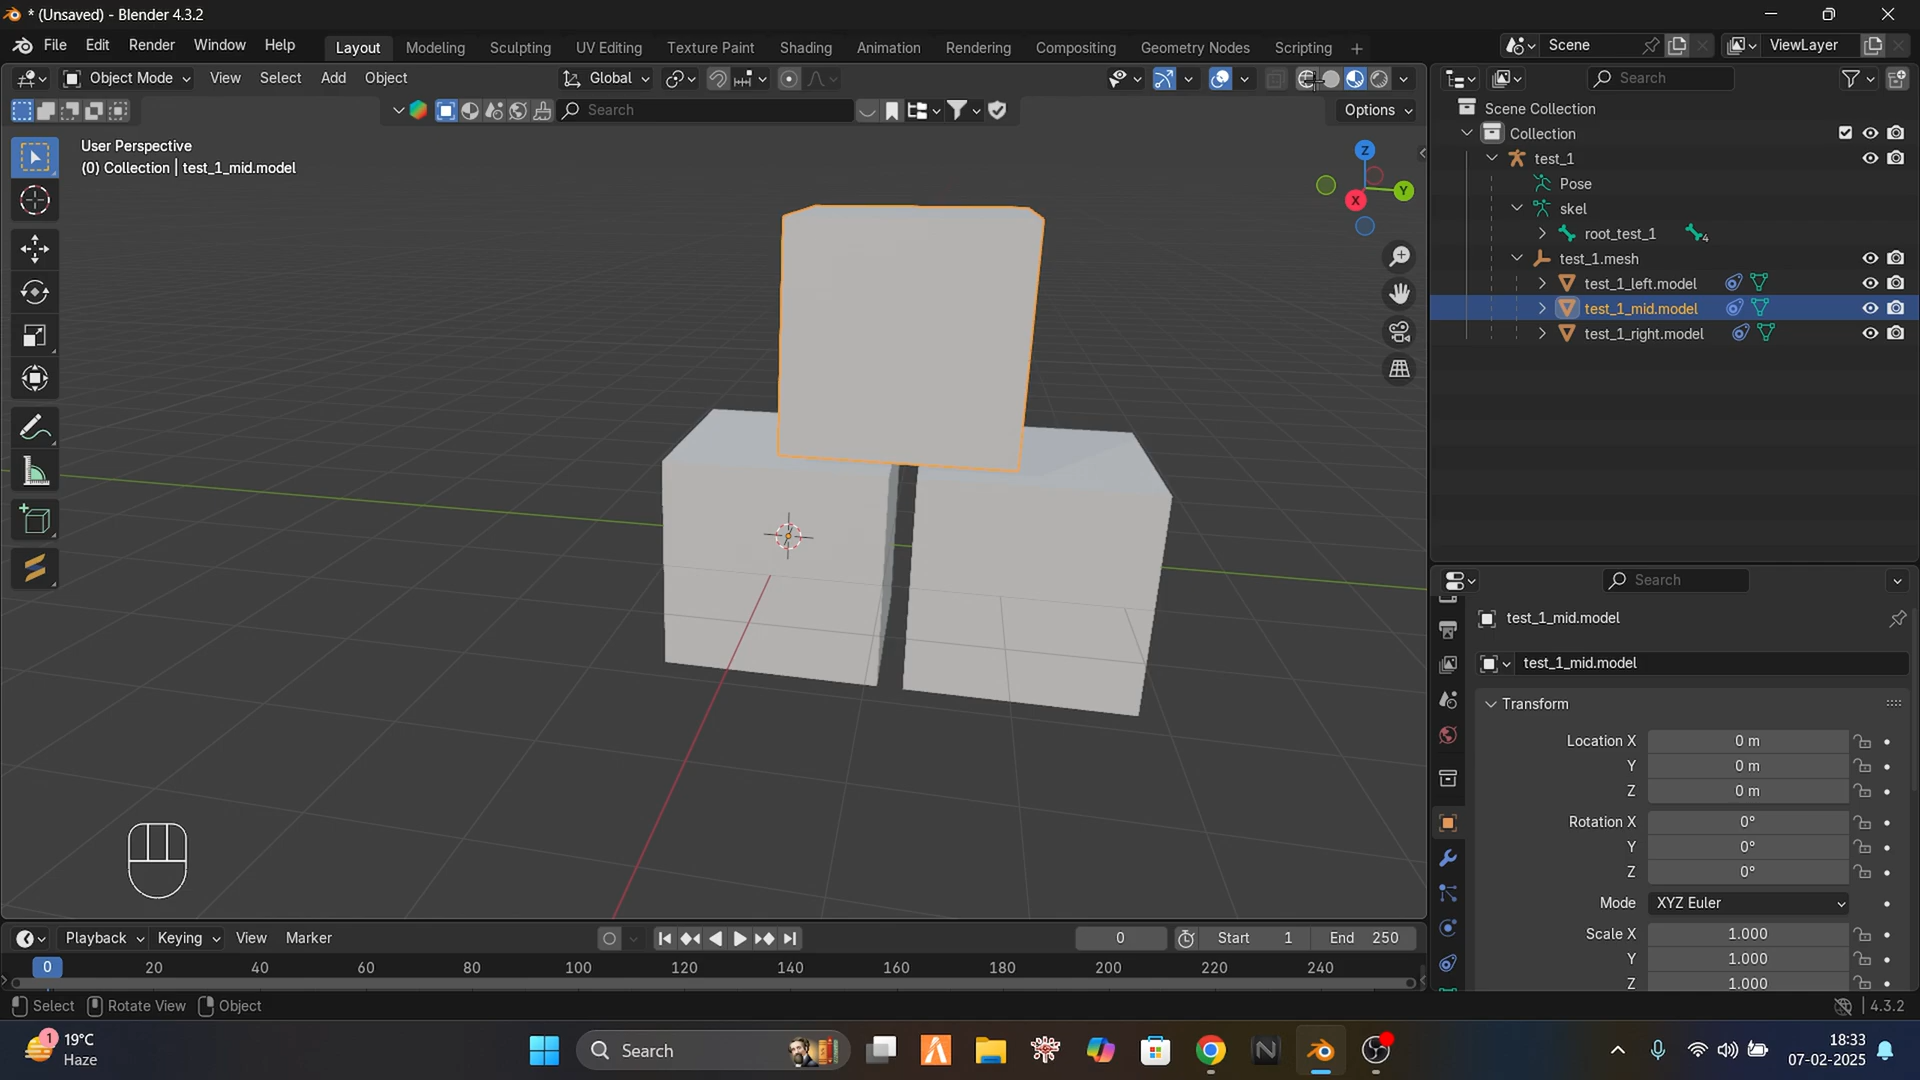 * (Unsaved) - Blender 4.3.2
File Edit Render Window Help Layout Modeling Sculpting UV Editing Texture Paint Shading Animation Rendering Compositing Geometry Nodes Scripting + Scene ViewLayer
Object Mode View Select Add Object Global Search
Search Options Scene Collection
Collection
User Perspective
(0) Collection | test_1_mid.model
test_1
Pose
skel
root_test_1 4
test_1.mesh
test_1_left.model
test_1_mid.model
test_1_right.model
Z
Y
X
Search
test_1_mid.model
test_1_mid.model
Transform
Location X 0 m
Y 0 m
Z 0 m
Rotation X 0°
Y 0°
Z 0°
Mode XYZ Euler
Scale X 1.000
Y 1.000
Z 1.000
Playback Keying View Marker 0 Start 1 End 250
0 20 40 60 80 100 120 140 160 180 200 220 240
Select Rotate View Object 4.3.2
1 19°C
Haze
Search
18:33
07-02-2025